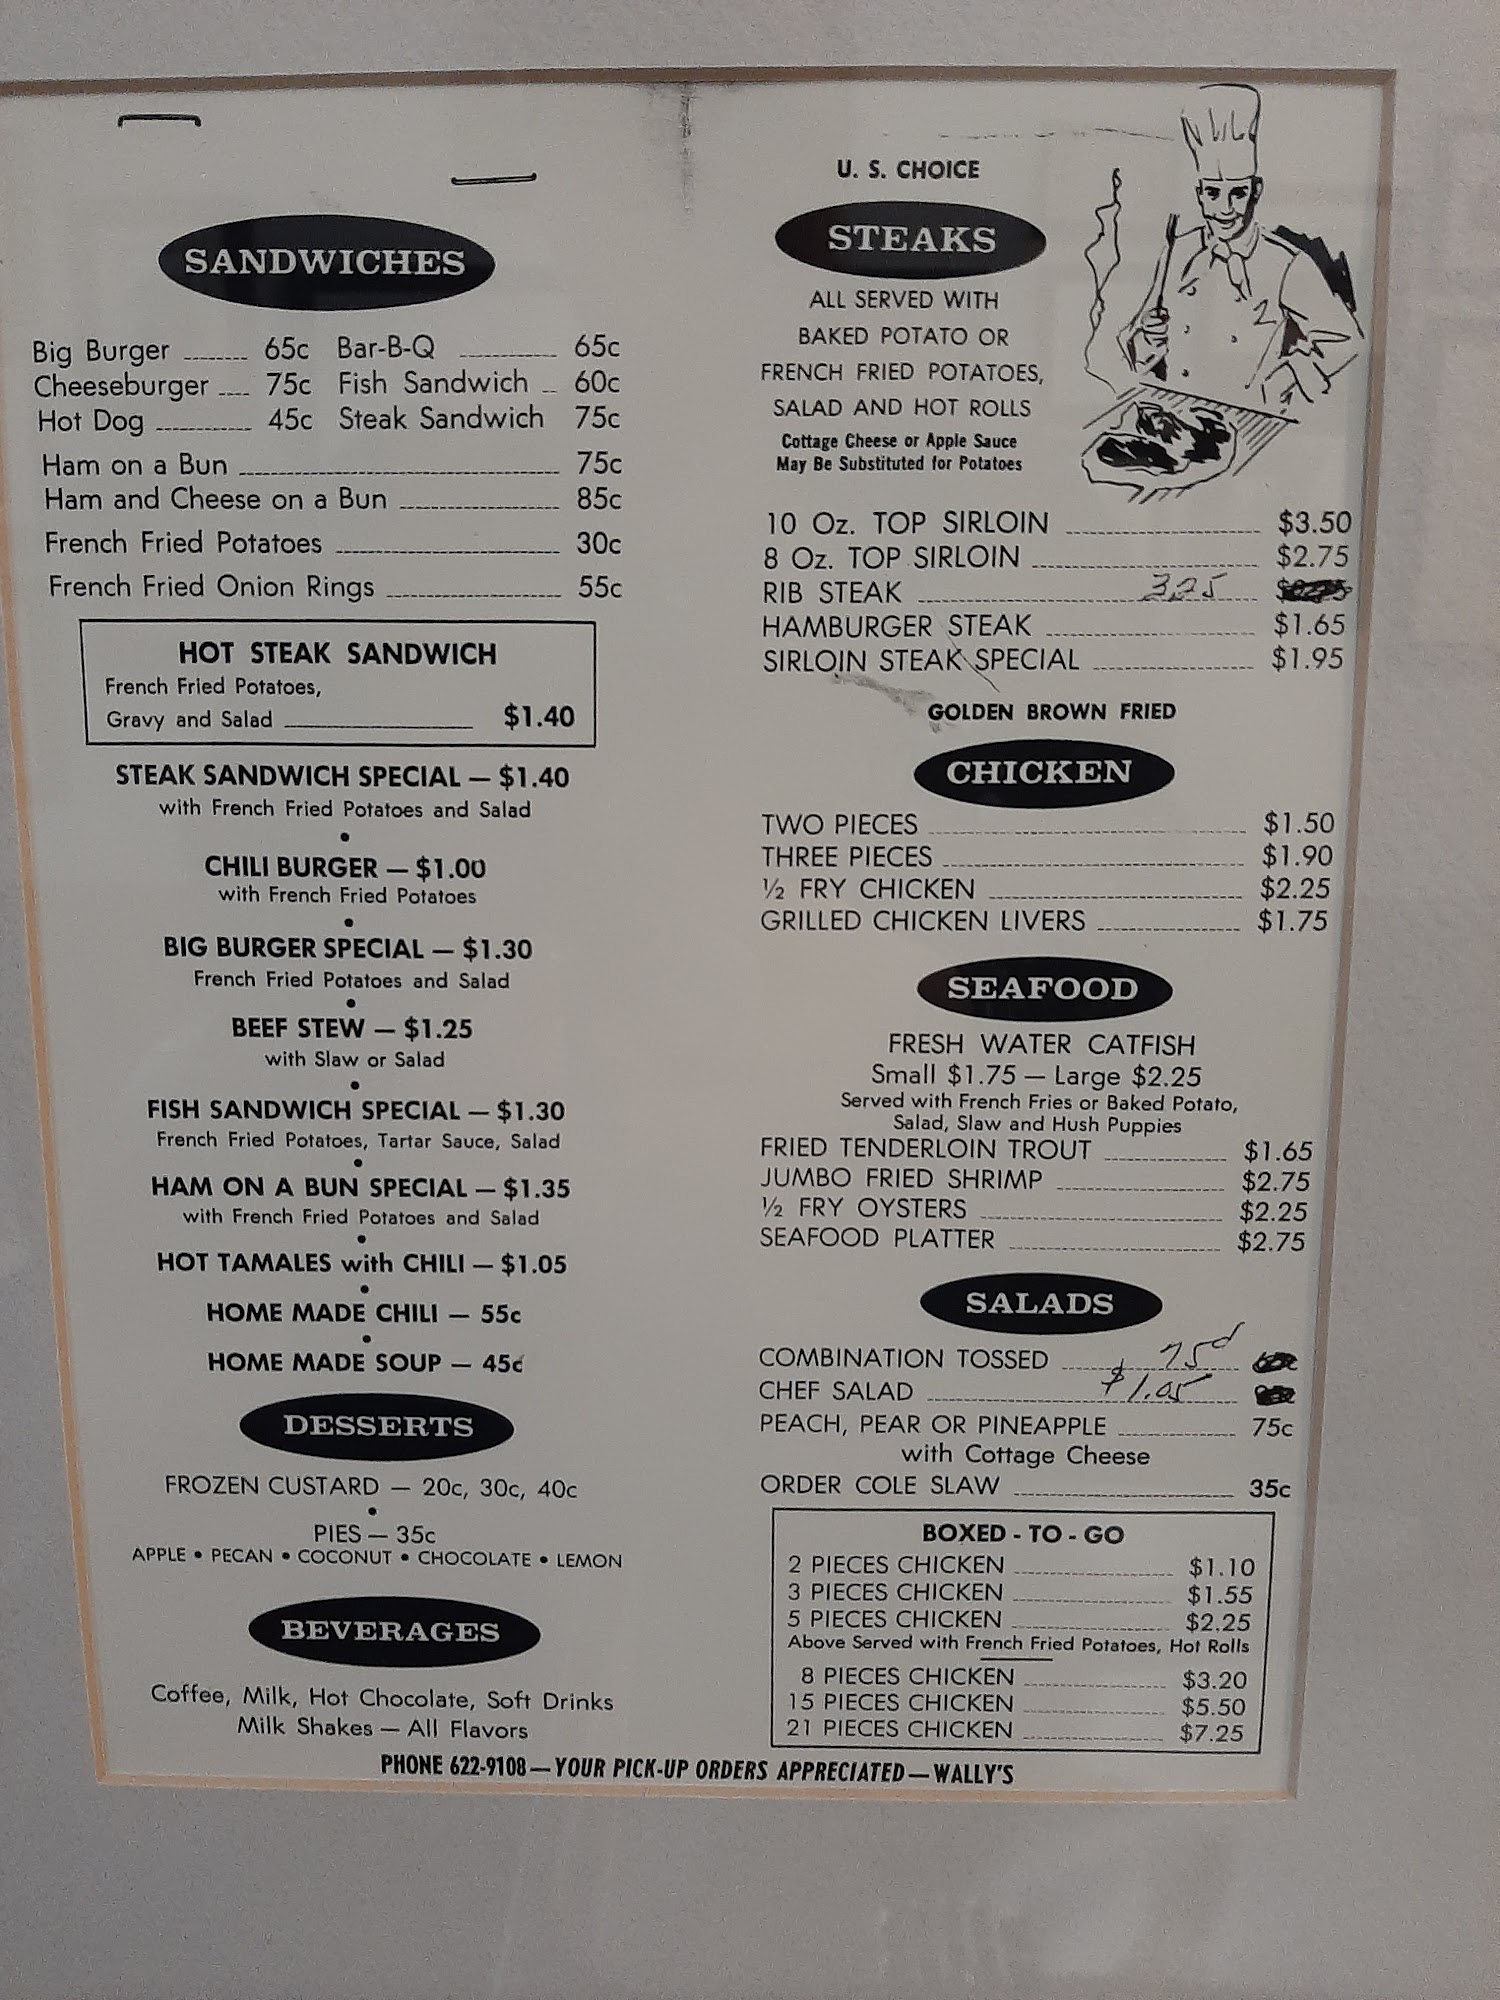 SANDWICHES
Big Burger 65c Bar-B-Q 65c
Cheeseburger 75c Fish Sandwich 60c
Hot Dog 45c Steak Sandwich 75c
Ham on a Bun 75c
Ham and Cheese on a Bun 85c
French Fried Potatoes 30c
French Fried Onion Rings 55c
HOT STEAK SANDWICH
French Fried Potatoes,
Gravy and Salad $1.40
STEAK SANDWICH SPECIAL — $1.40
with French Fried Potatoes and Salad
•
CHILI BURGER — $1.00
with French Fried Potatoes
•
BIG BURGER SPECIAL — $1.30
French Fried Potatoes and Salad
•
BEEF STEW — $1.25
with Slaw or Salad
•
FISH SANDWICH SPECIAL — $1.30
French Fried Potatoes, Tartar Sauce, Salad
•
HAM ON A BUN SPECIAL — $1.35
with French Fried Potatoes and Salad
•
HOT TAMALES with CHILI — $1.05
•
HOME MADE CHILI — 55c
•
HOME MADE SOUP — 45c
DESSERTS
FROZEN CUSTARD — 20c, 30c, 40c
•
PIES — 35c
APPLE • PECAN • COCONUT • CHOCOLATE • LEMON
BEVERAGES
Coffee, Milk, Hot Chocolate, Soft Drinks
Milk Shakes — All Flavors
U. S. CHOICE
STEAKS
ALL SERVED WITH
BAKED POTATO OR
FRENCH FRIED POTATOES,
SALAD AND HOT ROLLS
Cottage Cheese or Apple Sauce
May Be Substituted for Potatoes
10 Oz. TOP SIRLOIN $3.50
8 Oz. TOP SIRLOIN $2.75
RIB STEAK 325
HAMBURGER STEAK $1.65
SIRLOIN STEAK SPECIAL $1.95
GOLDEN BROWN FRIED
CHICKEN
TWO PIECES $1.50
THREE PIECES $1.90
½ FRY CHICKEN $2.25
GRILLED CHICKEN LIVERS $1.75
SEAFOOD
FRESH WATER CATFISH
Small $1.75 — Large $2.25
Served with French Fries or Baked Potato,
Salad, Slaw and Hush Puppies
FRIED TENDERLOIN TROUT $1.65
JUMBO FRIED SHRIMP $2.75
½ FRY OYSTERS $2.25
SEAFOOD PLATTER $2.75
SALADS
COMBINATION TOSSED 75¢
CHEF SALAD $1.05
PEACH, PEAR OR PINEAPPLE 75c
with Cottage Cheese
ORDER COLE SLAW 35c
BOXED - TO - GO
2 PIECES CHICKEN $1.10
3 PIECES CHICKEN $1.55
5 PIECES CHICKEN $2.25
Above Served with French Fried Potatoes, Hot Rolls
8 PIECES CHICKEN $3.20
15 PIECES CHICKEN $5.50
21 PIECES CHICKEN $7.25
PHONE 622-9108 — YOUR PICK-UP ORDERS APPRECIATED — WALLY'S